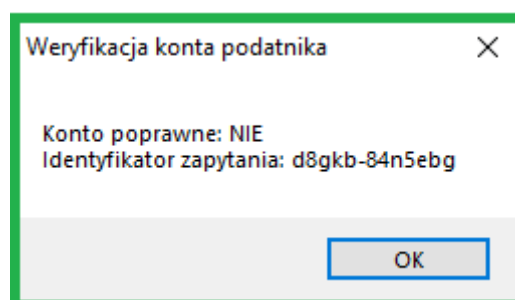 Weryfikacja konta podatnika
Konto poprawne: NIE
Identyfikator zapytania: d8gkb-84n5ebg
OK